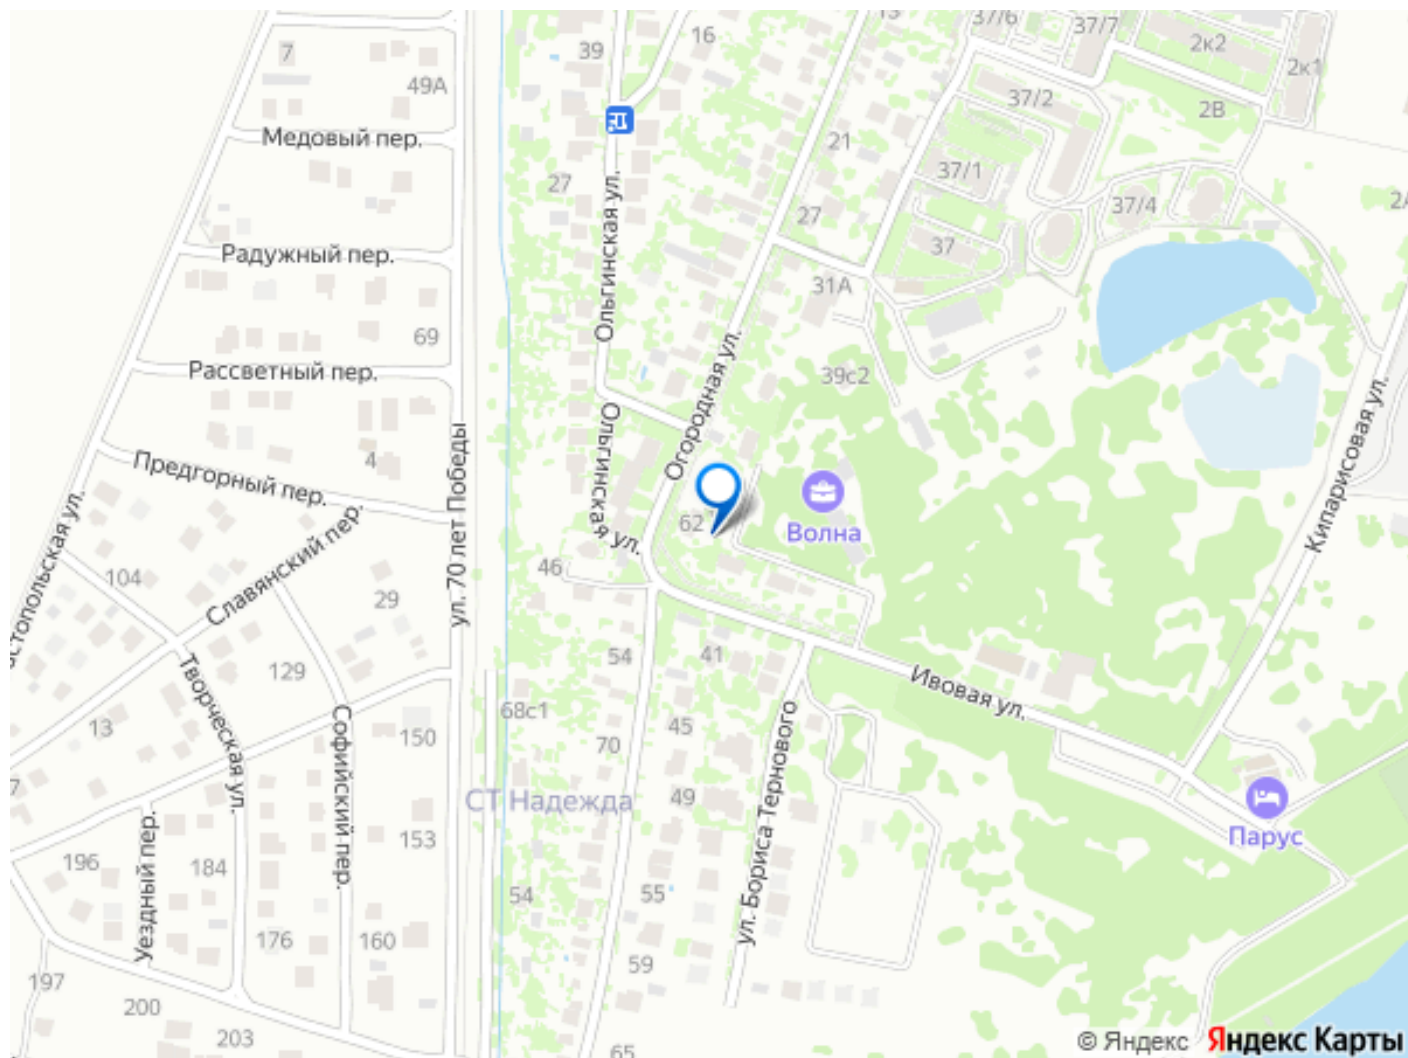 13
37/6
37/7
16
39
7
2к2
2к1
49А
37/2
2В
Медовый пер.
21
27
37/1
Ольгинская ул.
37/4
27
37
Радужный пер.
31А
69
Рассветный пер.
Огородная ул.
39с2
Кипарисовая ул.
Ольгинская ул.
ул. 70 лет Победы
4
Предгорный пер.
62
Волна
Славянский пер.
104
46
29
54
41
129
Творческая ул.
Ивовая ул.
68с1
45
13
Софийский пер.
150
70
ул. Бориса Тернового
СТ Надежда
49
Парус
153
196
Уездный пер.
184
54
55
176
160
59
197
200
203
65
© Яндекс
Яндекс Карты